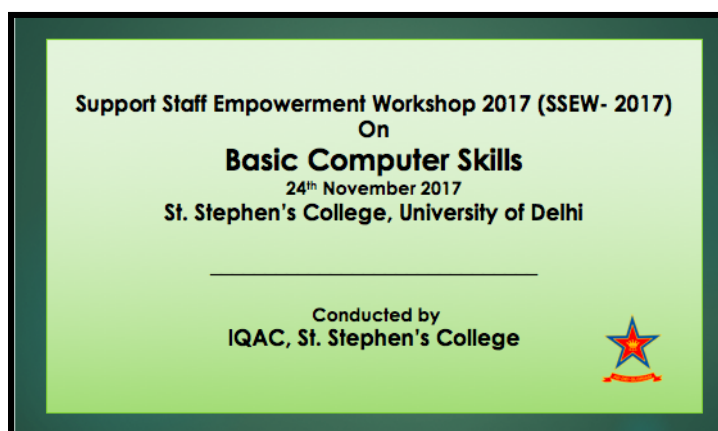 Support Staff Empowerment Workshop 2017 (SSEW- 2017)
On
Basic Computer Skills
24th November 2017
St. Stephen's College, University of Delhi
Conducted by
IQAC, St. Stephen's College